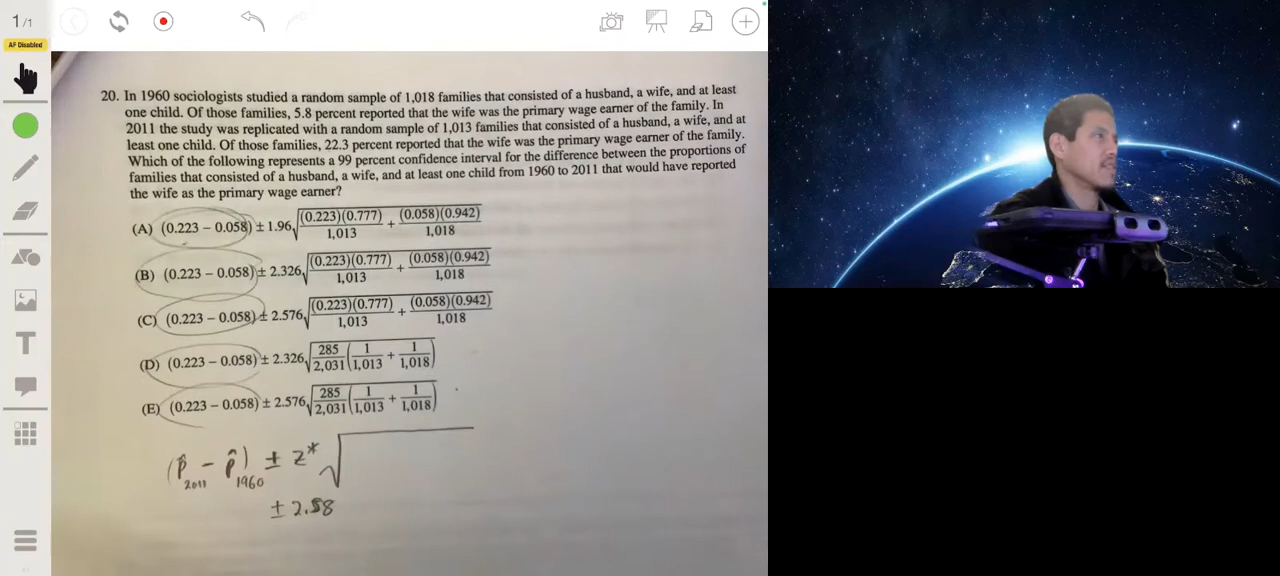 1/1
AF Disabled
20. In 1960 sociologists studied a random sample of 1,018 families that consisted of a husband, a wife, and at least
one child. Of those families, 5.8 percent reported that the wife was the primary wage earner of the family. In
2011 the study was replicated with a random sample of 1,013 families that consisted of a husband, a wife, and at
least one child. Of those families, 22.3 percent reported that the wife was the primary wage earner of the family.
Which of the following represents a 99 percent confidence interval for the difference between the proportions of
families that consisted of a husband, a wife, and at least one child from 1960 to 2011 that would have reported
the wife as the primary wage earner?
(A) (0.223 − 0.058) ± 1.96√((0.223)(0.777)/1,013 + (0.058)(0.942)/1,018)
(B) (0.223 − 0.058) ± 2.326√((0.223)(0.777)/1,013 + (0.058)(0.942)/1,018)
(C) (0.223 − 0.058) ± 2.576√((0.223)(0.777)/1,013 + (0.058)(0.942)/1,018)
(D) (0.223 − 0.058) ± 2.326√(285/2,031(1/1,013 + 1/1,018))
(E) (0.223 − 0.058) ± 2.576√(285/2,031(1/1,013 + 1/1,018))
(p̂ − p̂) ± z* √
2011 1960
± 2.58
T